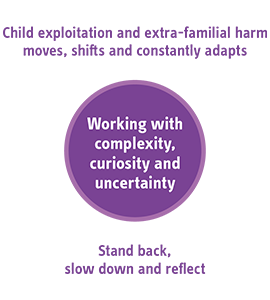 Child exploitation and extra-familial harm
moves, shifts and constantly adapts
Working with
complexity,
curiosity and
uncertainty
Stand back,
slow down and reflect